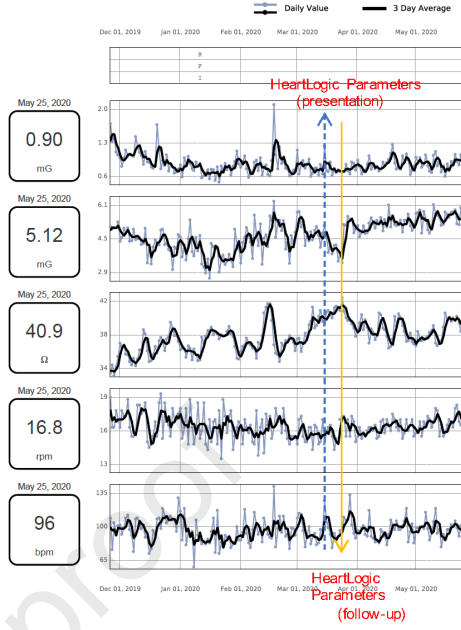 Daily Value 3 Day Average
Dec 01, 2019 Jan 01, 2020 Feb 01, 2020 Mar 01, 2020 Apr 01, 2020 May 01, 2020
R
P
I
HeartLogic Parameters
(presentation)
May 25, 2020
0.90
mG
2.0
1.3
0.6
May 25, 2020
5.12
mG
6.1
4.5
2.9
May 25, 2020
40.9
Ω
42
38
34
May 25, 2020
16.8
rpm
19
16
13
May 25, 2020
96
bpm
135
100
65
Dec 01, 2019 Jan 01, 2020 Feb 01, 2020 Mar 01, 2020 Apr 01, 2020 May 01, 2020
HeartLogic
Parameters
(follow-up)
proof